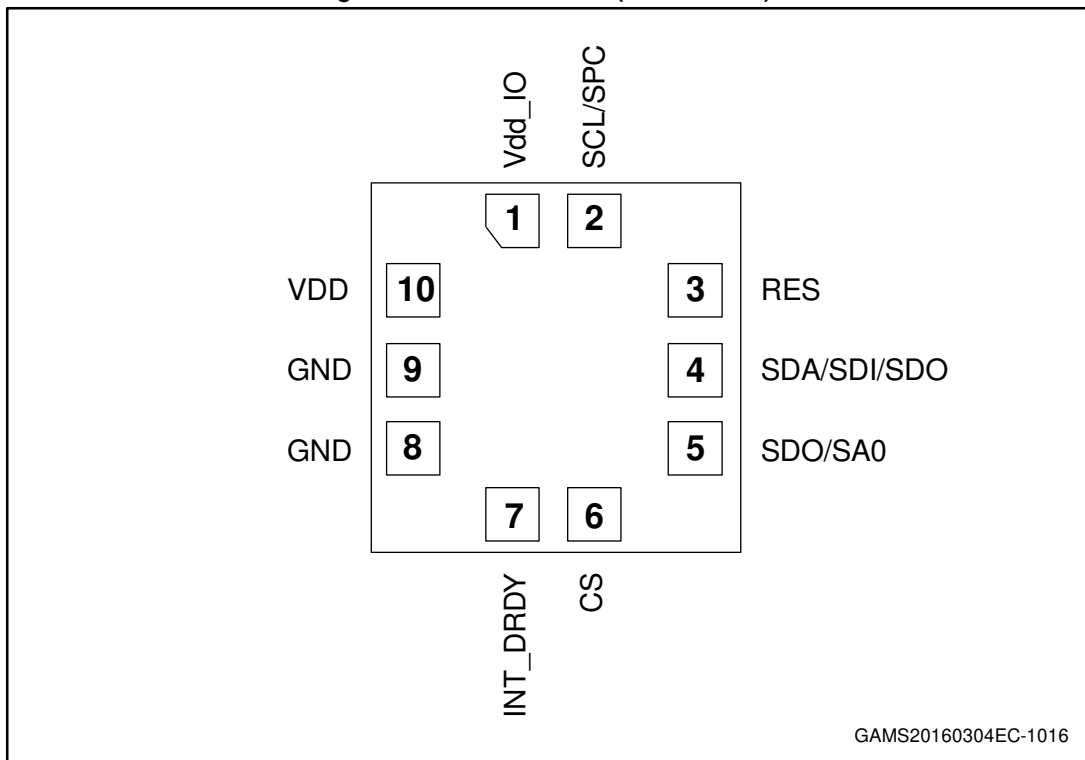 Vdd_IO
SCL/SPC
1
2
VDD
10
3
RES
GND
9
4
SDA/SDI/SDO
GND
8
5
SDO/SA0
7
6
INT_DRDY
CS
GAMS20160304EC-1016